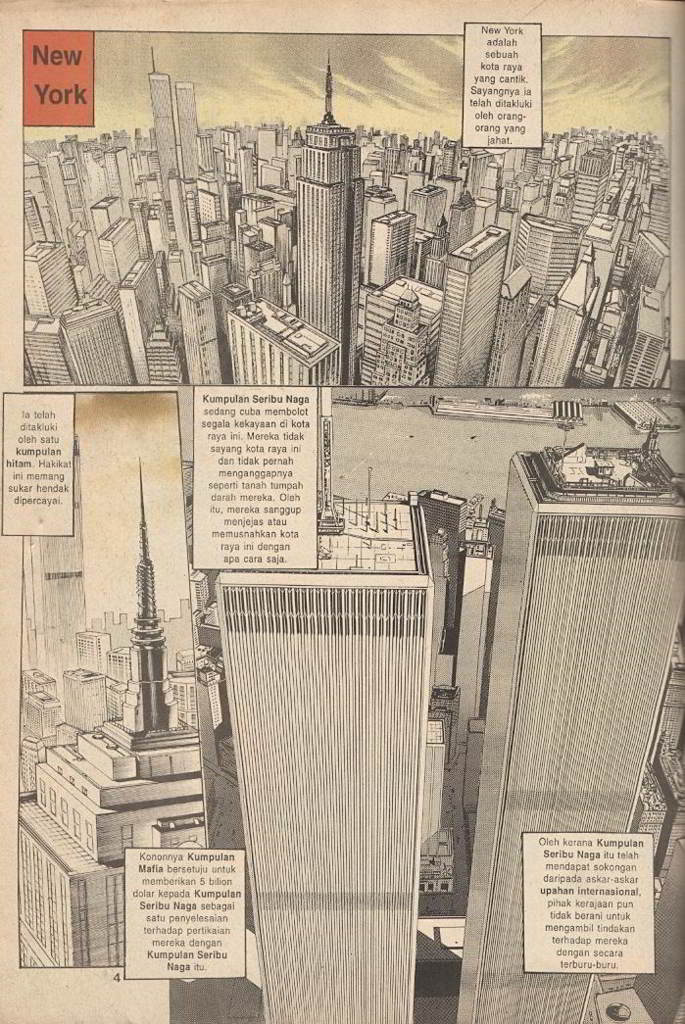 New
York
New York
adalah
sebuah
kota raya
yang cantik.
Sayangnya ia
telah ditakluki
oleh orang-
orang yang
jahat.
Ia telah
ditakluki
oleh satu
kumpulan
hitam. Hakikat
ini memang
sukar hendak
dipercayai.
Kumpulan Seribu Naga
sedang cuba membolot
segala kekayaan di kota
raya ini. Mereka tidak
sayang kota raya ini
dan tidak pernah
menganggapnya
seperti tanah tumpah
darah mereka. Oleh
itu, mereka sanggup
menjejas atau
memusnahkan kota
raya ini dengan
apa cara saja.
Kononnya Kumpulan
Mafia bersetuju untuk
memberikan 5 bilion
dolar kepada Kumpulan
Seribu Naga sebagai
satu penyelesaian
terhadap pertikaian
mereka dengan
Kumpulan Seribu
Naga itu.
Oleh kerana Kumpulan
Seribu Naga itu telah
mendapat sokongan
daripada askar-askar
upahan internasional,
pihak kerajaan pun
tidak berani untuk
mengambil tindakan
terhadap mereka
dengan secara
terburu-buru.
4